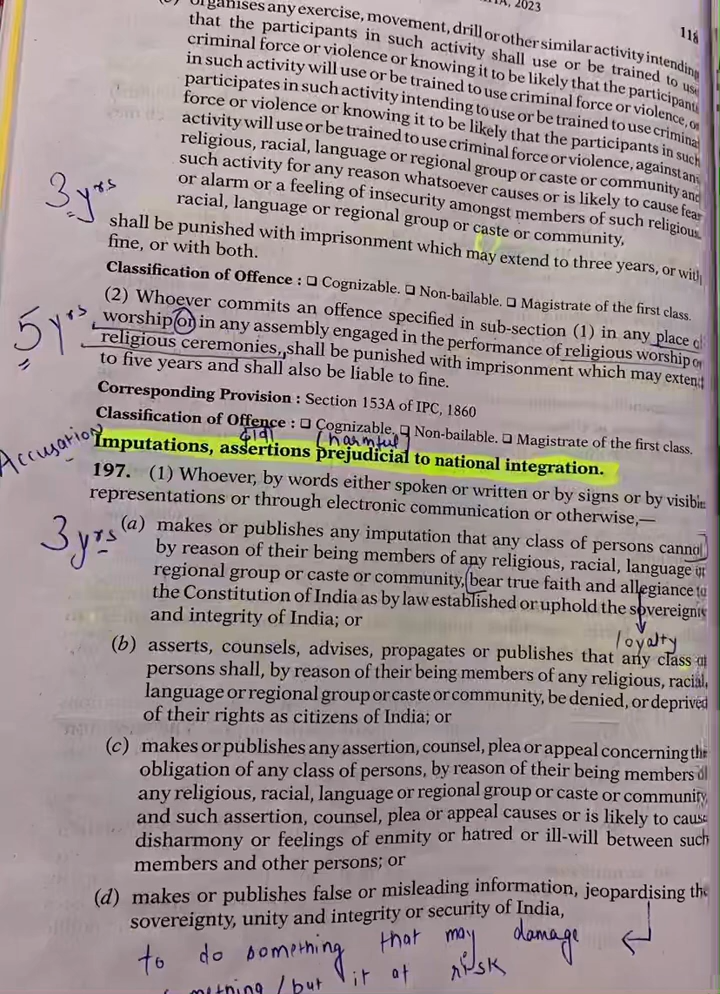 2023
118
organises any exercise, movement, drill or other similar activity intending
that the participants in such activity shall use or be trained to use
criminal force or violence or knowing it to be likely that the participants
in such activity will use or be trained to use criminal force or violence, or
participates in such activity intending to use or be trained to use criminal
force or violence or knowing it to be likely that the participants in such
activity will use or be trained to use criminal force or violence, against any
religious, racial, language or regional group or caste or community and
such activity for any reason whatsoever causes or is likely to cause fear
or alarm or a feeling of insecurity amongst members of such religious,
racial, language or regional group or caste or community,
3 yrs
shall be punished with imprisonment which may extend to three years, or with
fine, or with both.
Classification of Offence : ☐ Cognizable. ☐ Non-bailable. ☐ Magistrate of the first class.
(2) Whoever commits an offence specified in sub-section (1) in any place of
5 yrs
worship or in any assembly engaged in the performance of religious worship or
religious ceremonies, shall be punished with imprisonment which may extend
to five years and shall also be liable to fine.
Corresponding Provision : Section 153A of IPC, 1860
Classification of Offence : ☐ Cognizable. ☐ Non-bailable. ☐ Magistrate of the first class.
Accusation
(harmful)
Imputations, assertions prejudicial to national integration.
197. (1) Whoever, by words either spoken or written or by signs or by visible
representations or through electronic communication or otherwise,—
3 yrs
(a) makes or publishes any imputation that any class of persons cannot
by reason of their being members of any religious, racial, language or
regional group or caste or community, bear true faith and allegiance to
the Constitution of India as by law established or uphold the sovereignty
and integrity of India; or
loyalty
(b) asserts, counsels, advises, propagates or publishes that any class of
persons shall, by reason of their being members of any religious, racial,
language or regional group or caste or community, be denied, or deprived
of their rights as citizens of India; or
(c) makes or publishes any assertion, counsel, plea or appeal concerning the
obligation of any class of persons, by reason of their being members of
any religious, racial, language or regional group or caste or community,
and such assertion, counsel, plea or appeal causes or is likely to cause
disharmony or feelings of enmity or hatred or ill-will between such
members and other persons; or
(d) makes or publishes false or misleading information, jeopardising the
sovereignty, unity and integrity or security of India,
to do something that may damage
something / but it at risk